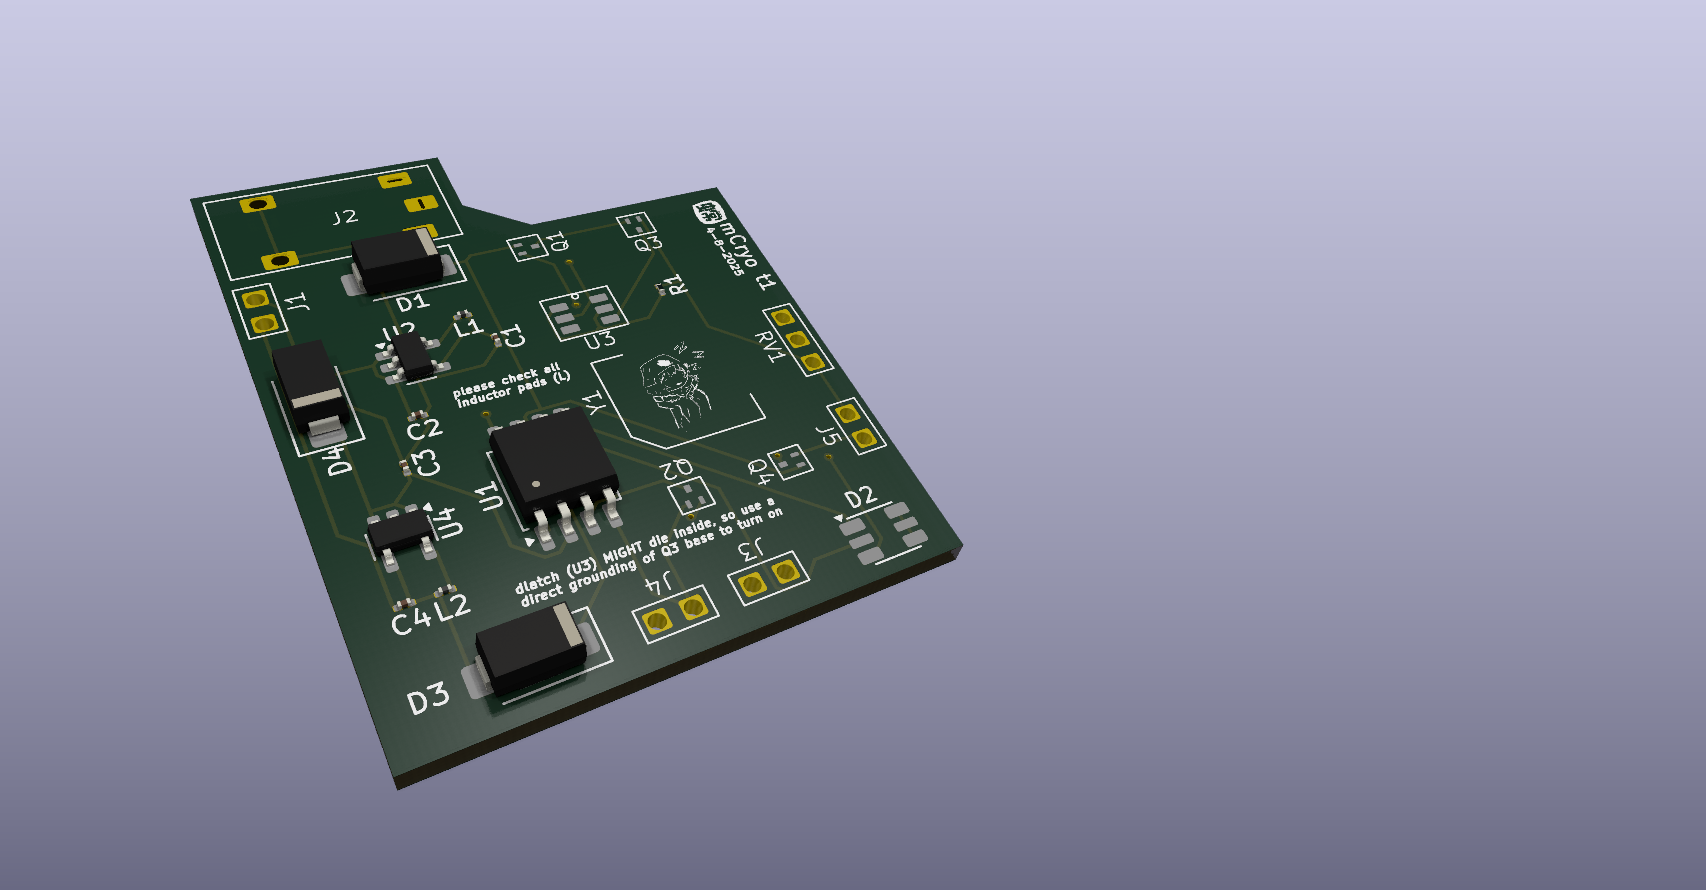 J2
J1
D1
Q1
Q3
mCryo t1
4-8-2025
R1
U2
L1
C1
U3
RV1
please check all
inductor pads (L)
Y1
Z
Z
Z
J5
C2
C3
D4
U1
Q2
Q4
D2
U4
dlatch (U3) MIGHT die inside, so use a
direct grounding of Q3 base to turn on
J3
J4
C4
L2
D3